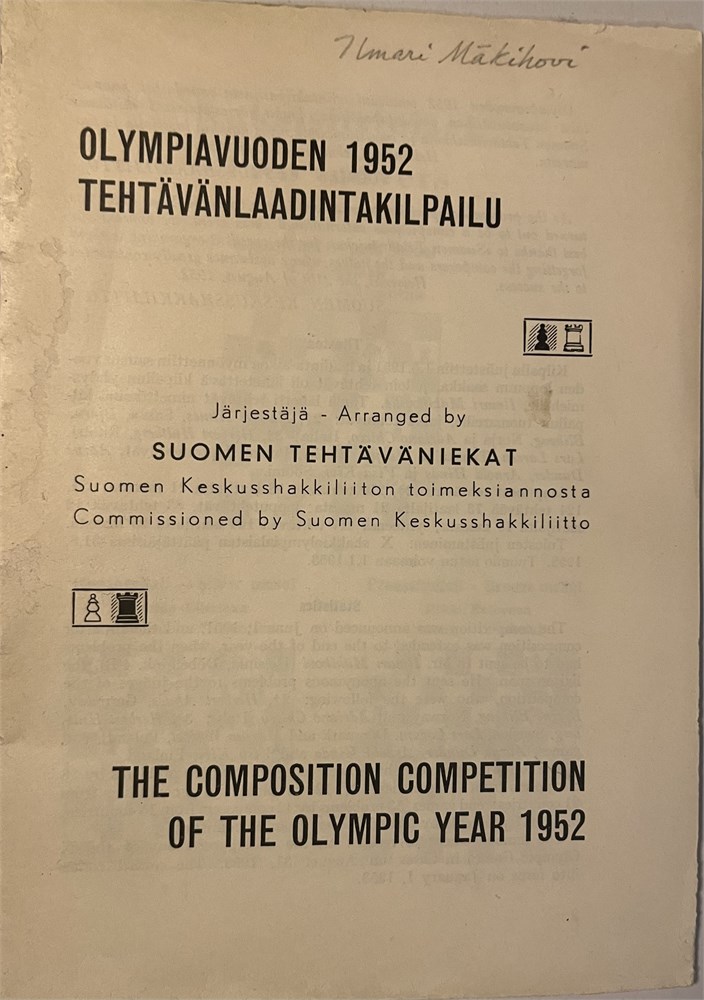 Ilmari Mäkihovi
OLYMPIAVUODEN 1952
TEHTÄVÄNLAADINTAKILPAILU
Järjestäjä - Arranged by
SUOMEN TEHTÄVÄNIEKAT
Suomen Keskusshakkiliiton toimeksiannosta
Commissioned by Suomen Keskusshakkiliitto
THE COMPOSITION COMPETITION
OF THE OLYMPIC YEAR 1952